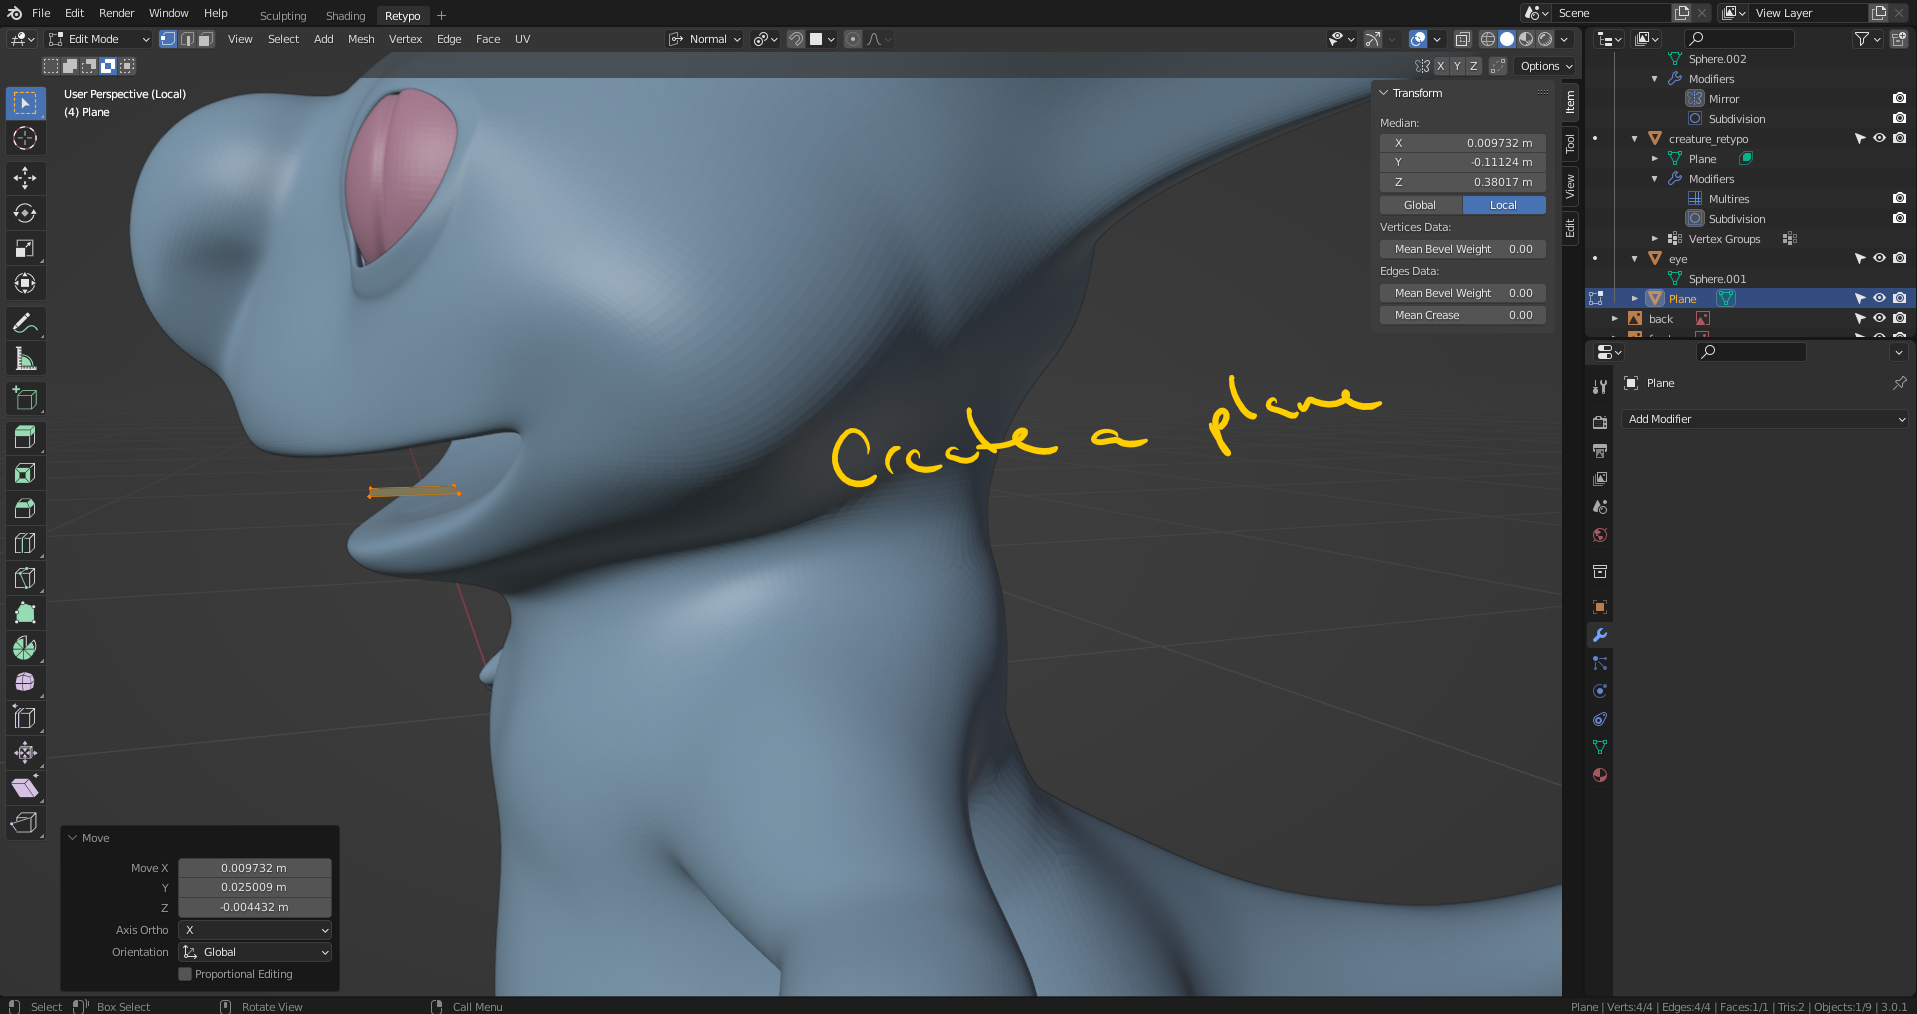 File Edit Render Window Help Sculpting Shading Retypo + Scene View Layer
Edit Mode View Select Add Mesh Vertex Edge Face UV Normal
X Y Z Options
User Perspective (Local)
(4) Plane
Transform
Median:
X 0.009732 m
Y -0.11124 m
Z 0.38017 m
Global Local
Vertices Data:
Mean Bevel Weight 0.00
Edges Data:
Mean Bevel Weight 0.00
Mean Crease 0.00
Item
Tool
View
Edit
Sphere.002
Modifiers
Mirror
Subdivision
creature_retypo
Plane
Modifiers
Multires
Subdivision
Vertex Groups
eye
Sphere.001
Plane
back
Plane
Add Modifier
Create a plane
Move
Move X 0.009732 m
Y 0.025009 m
Z -0.004432 m
Axis Ortho X
Orientation Global
Proportional Editing
Select Box Select Rotate View Call Menu Plane | Verts:4/4 | Edges:4/4 | Faces:1/1 | Tris:2 | Objects:1/9 | 3.0.1